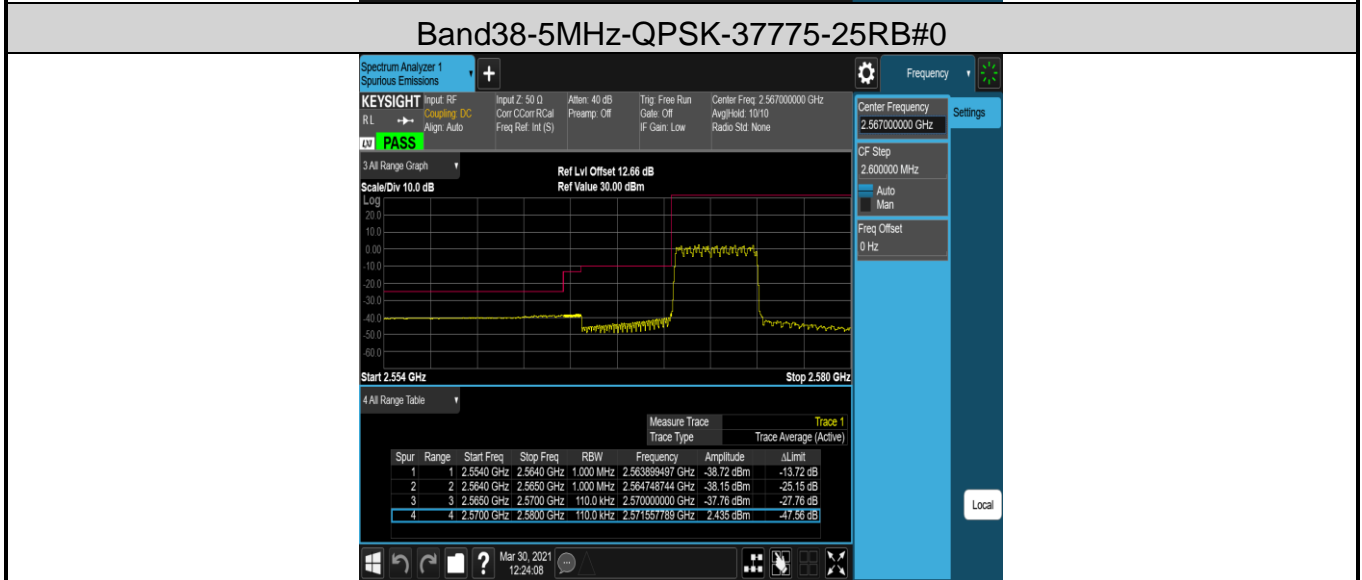 Band38-5MHz-QPSK-37775-25RB#0
Spectrum Analyzer 1
Spurious Emissions
+
Frequency
KEYSIGHT
RL
LXI PASS
Input: RF
Coupling: DC
Align: Auto
Input Z: 50 Ω
Corr CCorr RCal
Freq Ref: Int (S)
Atten: 40 dB
Preamp: Off
Trig: Free Run
Gate: Off
IF Gain: Low
Center Freq: 2.567000000 GHz
Avg|Hold: 10/10
Radio Std: None
Center Frequency
2.567000000 GHz
Settings
CF Step
2.600000 MHz
Auto
Man
Freq Offset
0 Hz
3 All Range Graph
Ref Lvl Offset 12.66 dB
Scale/Div 10.0 dB
Ref Value 30.00 dBm
Log
20.0
10.0
0.00
-10.0
-20.0
-30.0
-40.0
-50.0
-60.0
Start 2.554 GHz
Stop 2.580 GHz
4 All Range Table
Measure Trace Trace 1
Trace Type Trace Average (Active)
Spur Range Start Freq Stop Freq RBW Frequency Amplitude ΔLimit
1 1 2.5540 GHz 2.5640 GHz 1.000 MHz 2.563899497 GHz -38.72 dBm -13.72 dB
2 2 2.5640 GHz 2.5650 GHz 1.000 MHz 2.564748744 GHz -38.15 dBm -25.15 dB
3 3 2.5650 GHz 2.5700 GHz 110.0 kHz 2.570000000 GHz -37.76 dBm -27.76 dB
4 4 2.5700 GHz 2.5800 GHz 110.0 kHz 2.571557789 GHz 2.435 dBm -47.56 dB
Local
?
Mar 30, 2021
12:24:08